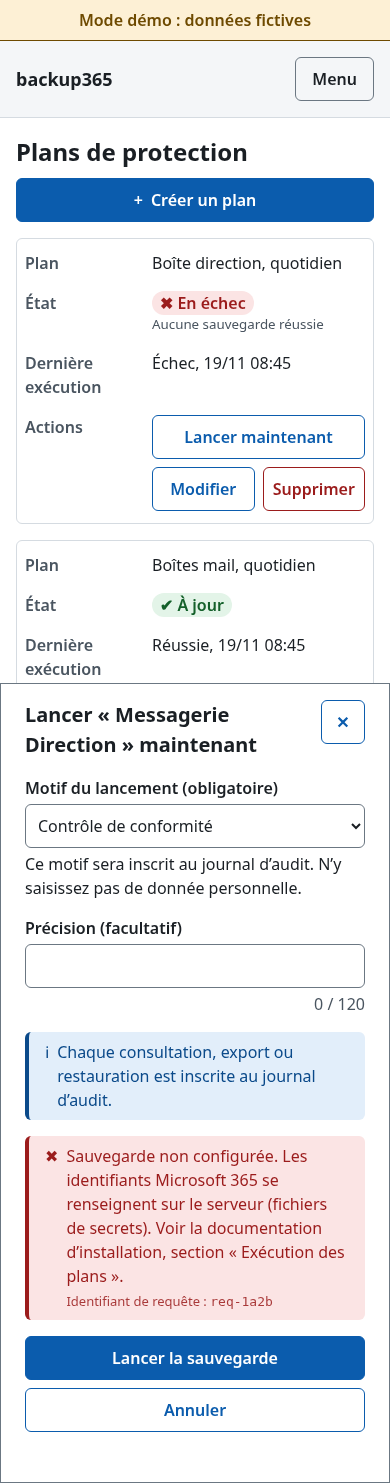 Mode démo : données fictives
backup365
Menu
Plans de protection
+ Créer un plan
Plan
Boîte direction, quotidien
État
✖ En échec
Aucune sauvegarde réussie
Dernière
exécution
Échec, 19/11 08:45
Actions
Lancer maintenant
Modifier
Supprimer
Plan
Boîtes mail, quotidien
État
✔ À jour
Dernière
exécution
Réussie, 19/11 08:45
Lancer « Messagerie
Direction » maintenant
×
Motif du lancement (obligatoire)
Contrôle de conformité
Ce motif sera inscrit au journal d’audit. N’y
saisissez pas de donnée personnelle.
Précision (facultatif)
0 / 120
i Chaque consultation, export ou
restauration est inscrite au journal
d’audit.
✖ Sauvegarde non configurée. Les
identifiants Microsoft 365 se
renseignent sur le serveur (fichiers
de secrets). Voir la documentation
d’installation, section « Exécution des
plans ».
Identifiant de requête : req-1a2b
Lancer la sauvegarde
Annuler